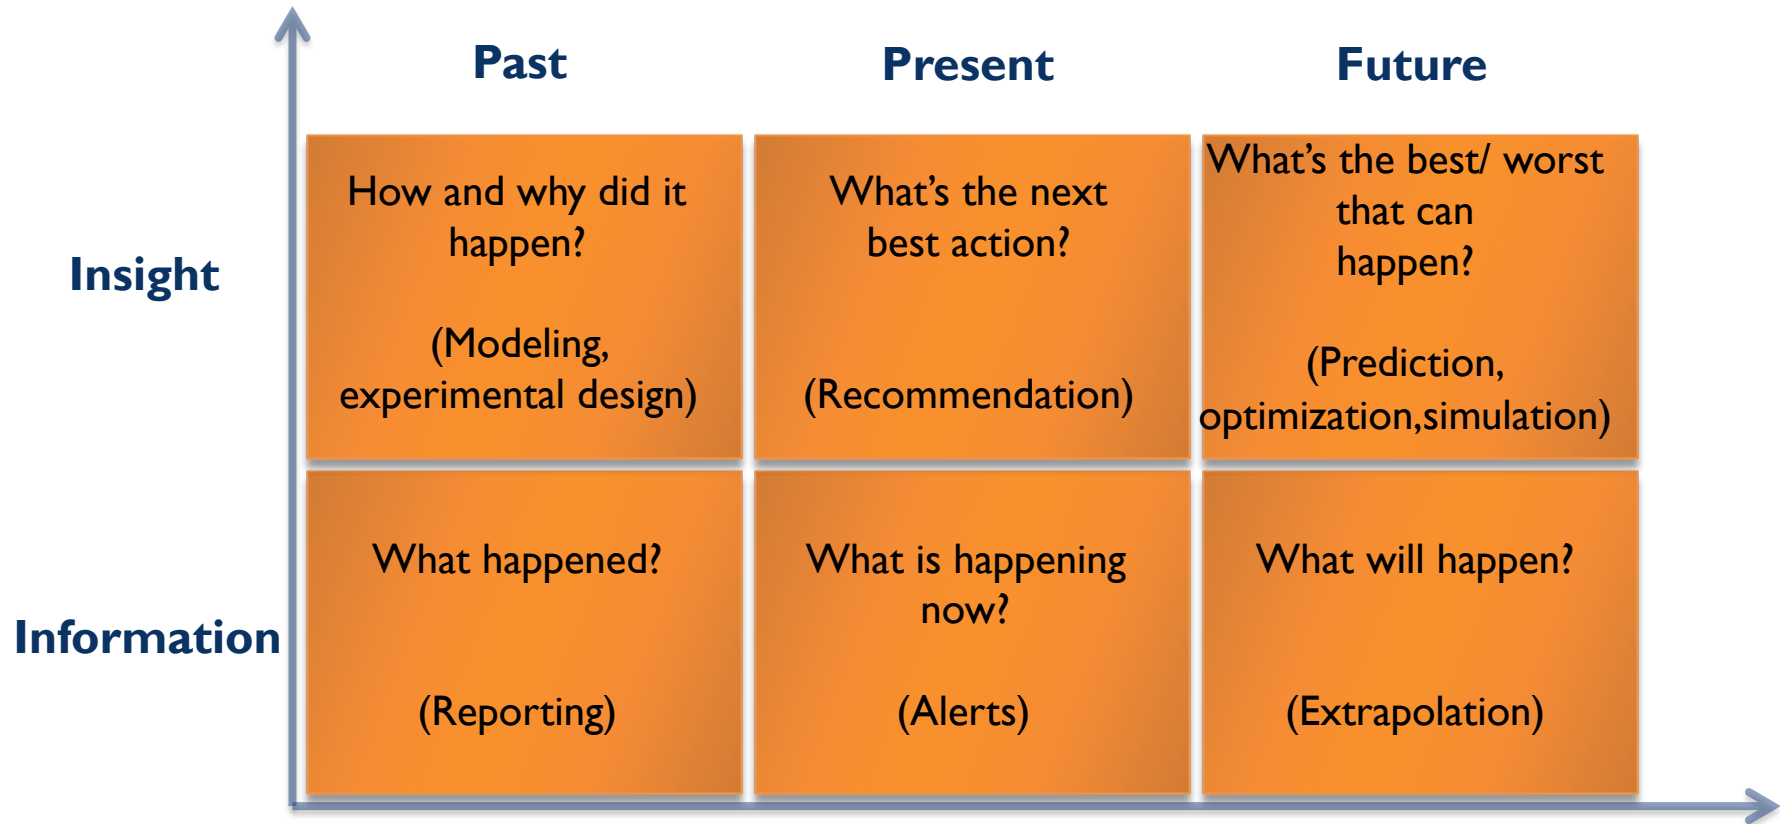 Past
Present
Future
Insight
How and why did it
happen?
(Modeling,
experimental design)
What's the next
best action?
(Recommendation)
What's the best/ worst
that can
happen?
(Prediction,
optimization,simulation)
Information
What happened?
(Reporting)
What is happening
now?
(Alerts)
What will happen?
(Extrapolation)